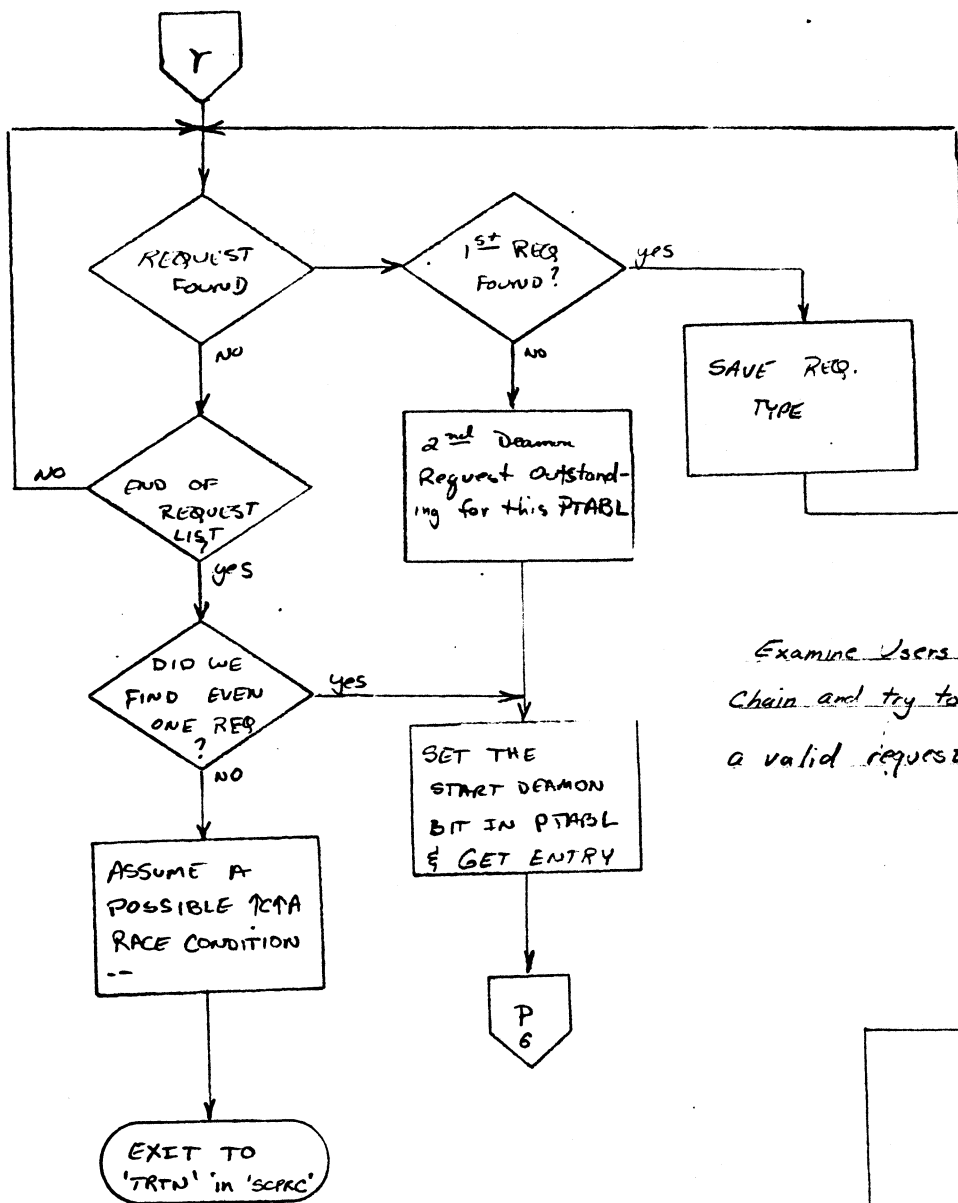 γ
REQUEST
FOUND
NO
1st REQ
FOUND?
yes
NO
SAVE REQ.
TYPE
NO
END OF
REQUEST
LIST
?
yes
2nd Deamon
Request Outstand-
ing for this PTABL
DID WE
FIND EVEN
ONE REQ
?
yes
NO
Examine Users
Chain and try to
a valid request
SET THE
START DEAMON
BIT IN PTABL
& GET ENTRY
ASSUME A
POSSIBLE ↑C↑A
RACE CONDITION
--
P
6
EXIT TO
'TRTN' in 'SCPRC'